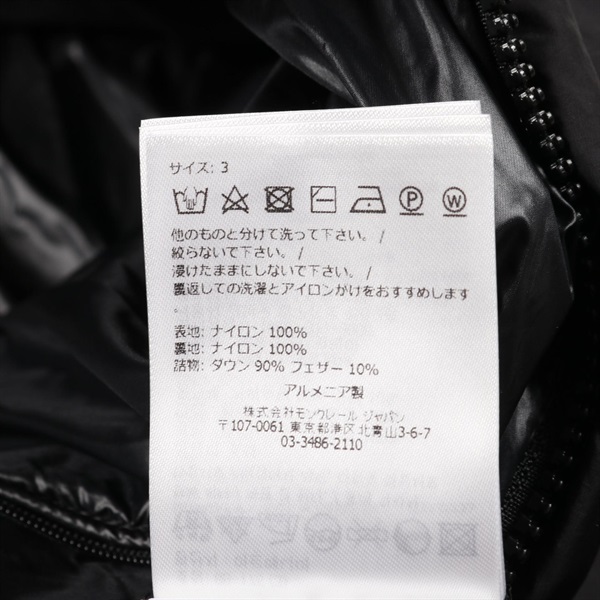 サイズ: 3
P W
他のものと分けて洗って下さい。 /
絞らないで下さい。 /
浸けたままにしないで下さい。 /
裏返しての洗濯とアイロンがけをおすすめします
。
表地: ナイロン 100%
裏地: ナイロン 100%
詰物: ダウン 90% フェザー 10%
アルメニア製
株式会社モンクレール ジャパン
〒107-0061 東京都港区北青山3-6-7
03-3486-2110